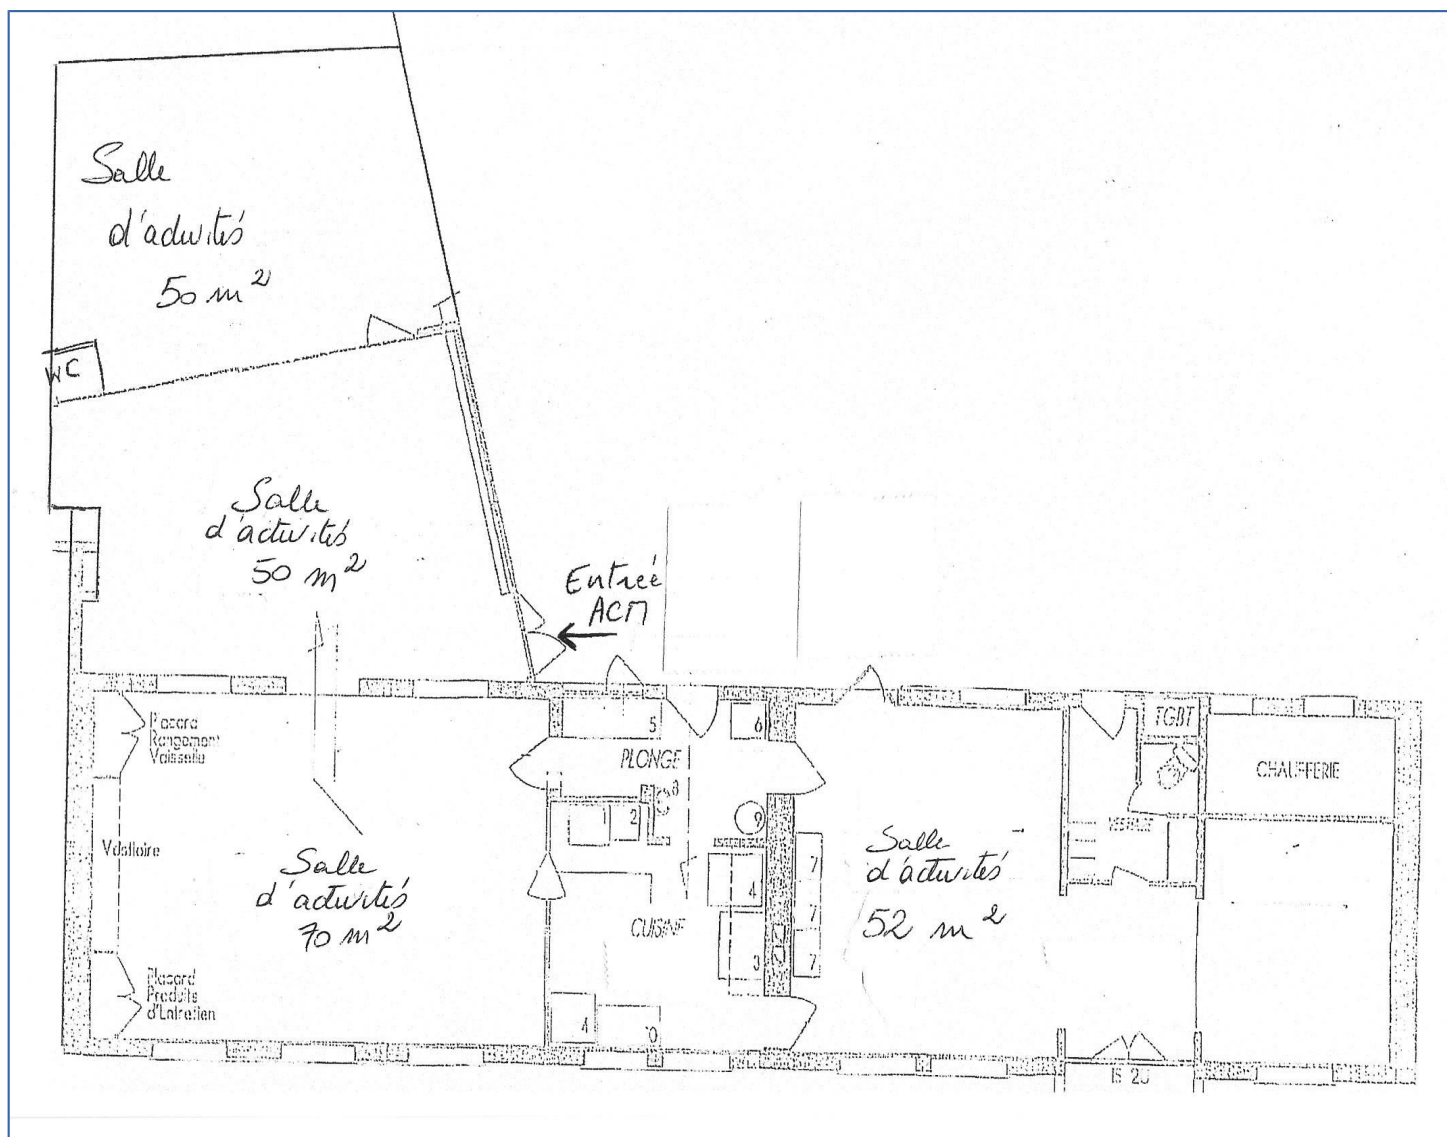 Salle
d'activités
50 m²
WC
Salle
d'activités
50 m²
Entrée
ACM
Placard
Rangement
Vaisselle
5
6
TGBT
PLONGE
CHAUFFERIE
8
1
2
9
Vestiaire
Salle
d'activités
70 m²
7
4
Salle
d'activités
52 m²
7
CUISINE
3
7
Placard
Produits
d'Entretien
4